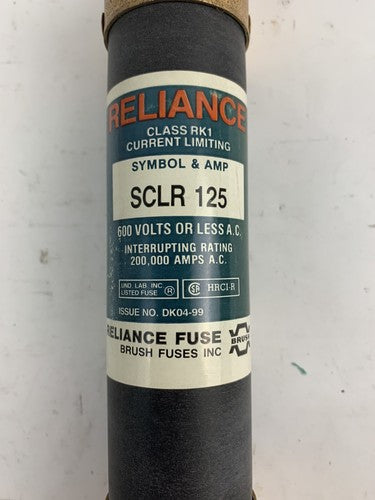 RELIANCE
CLASS RK1
CURRENT LIMITING
SYMBOL & AMP
SCLR 125
600 VOLTS OR LESS A.C.
INTERRUPTING RATING
200,000 AMPS A.C.
UND. LAB. INC. LISTED FUSE ® SA HRCI-R
ISSUE NO. DK04-99
RELIANCE FUSE BRUSH
BRUSH FUSES INC